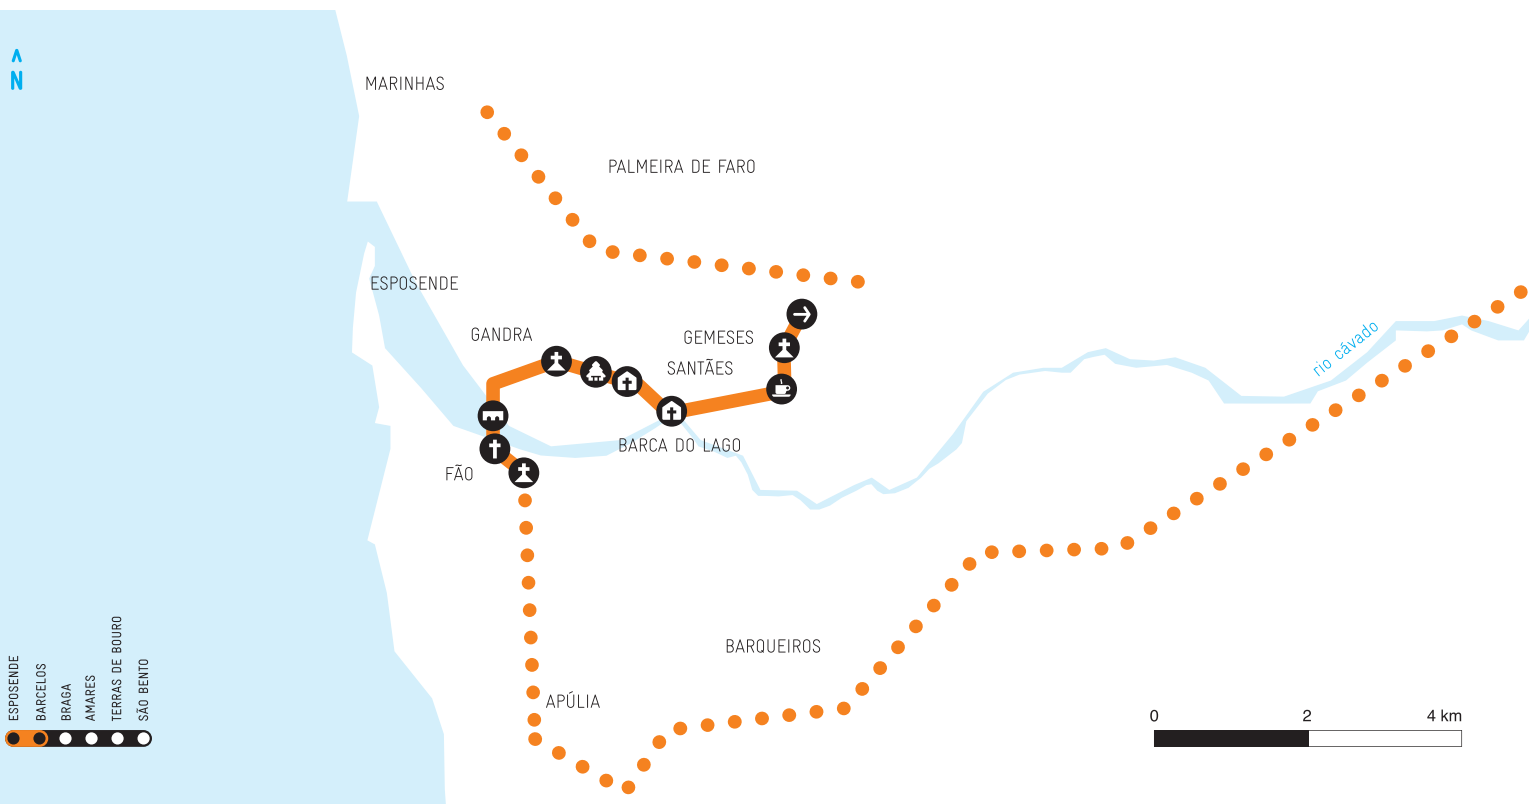 ^
N
MARINHAS
PALMEIRA DE FARO
ESPOSENDE
GANDRA
GEMESES
SANTÃES
rio cávado
BARCA DO LAGO
FÃO
BARQUEIROS
APÚLIA
ESPOSENDE
BARCELOS
BRAGA
AMARES
TERRAS DE BOURO
SÃO BENTO
0 2 4 km